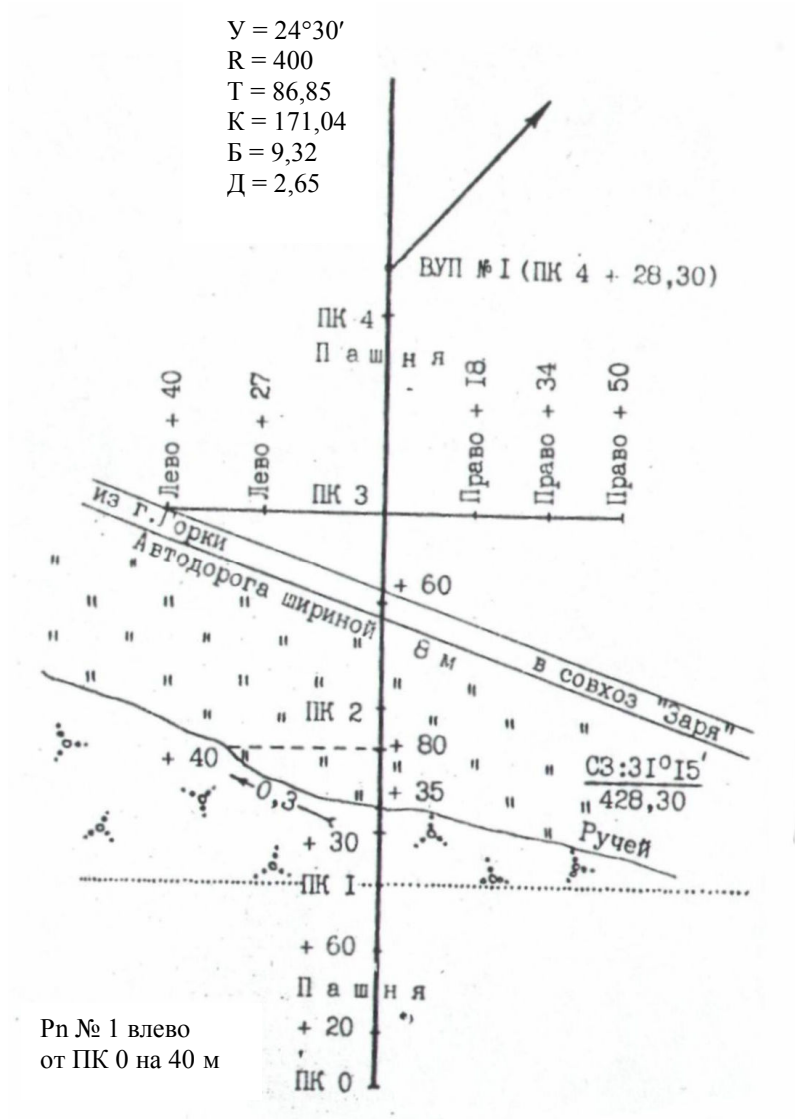 У = 24°30′
R = 400
Т = 86,85
К = 171,04
Б = 9,32
Д = 2,65
ВУП № I (ПК 4 + 28,30)
ПК 4
Пашня
Лево + 40
Лево + 27
Право + 18
Право + 34
Право + 50
ПК 3
из г.Горки
Автодорога шириной 8 м
+ 60
в совхоз "Заря"
ПК 2
+ 40
+ 80
СЗ:31°15′
428,30
0,3
+ 35
+ 30
Ручей
ПК I
+ 60
Пашня
+ 20
ПК 0
Рп № 1 влево
от ПК 0 на 40 м